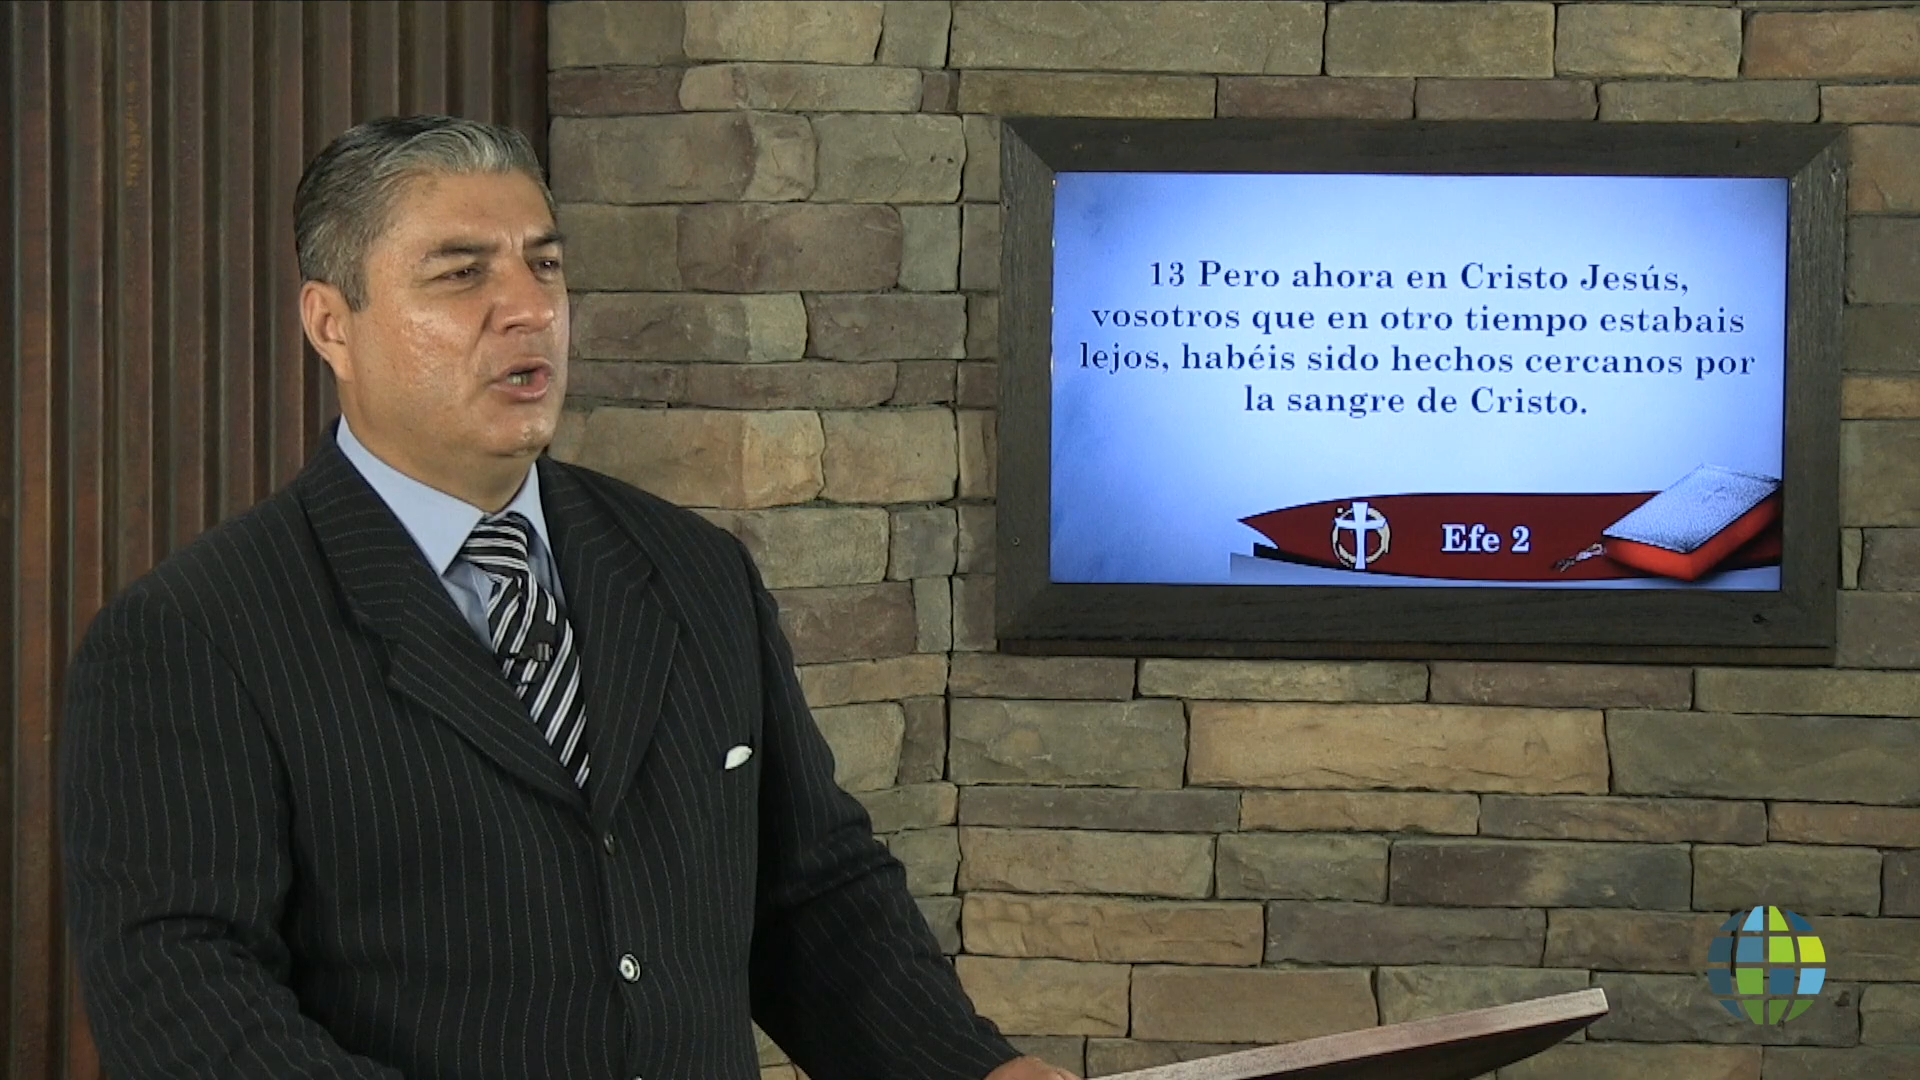 13 Pero ahora en Cristo Jesús,
vosotros que en otro tiempo estabais
lejos, habéis sido hechos cercanos por
la sangre de Cristo.
Efe 2